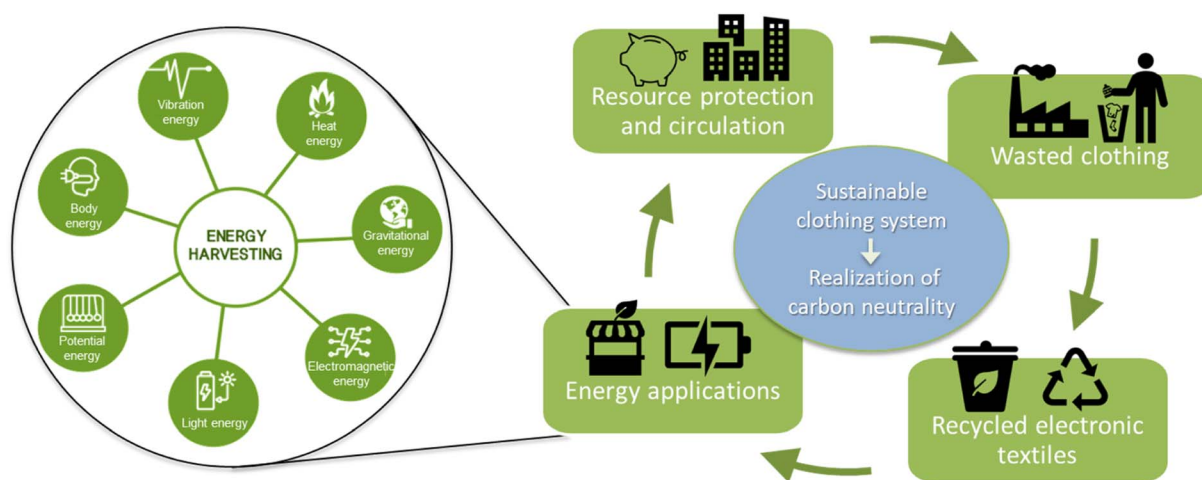 Vibration
energy
Heat
energy
Body
energy
ENERGY
HARVESTING
Gravitational
energy
Potential
energy
Electromagnetic
energy
Light energy
Resource protection
and circulation
Wasted clothing
Sustainable
clothing system
Realization of
carbon neutrality
Energy applications
Recycled electronic
textiles